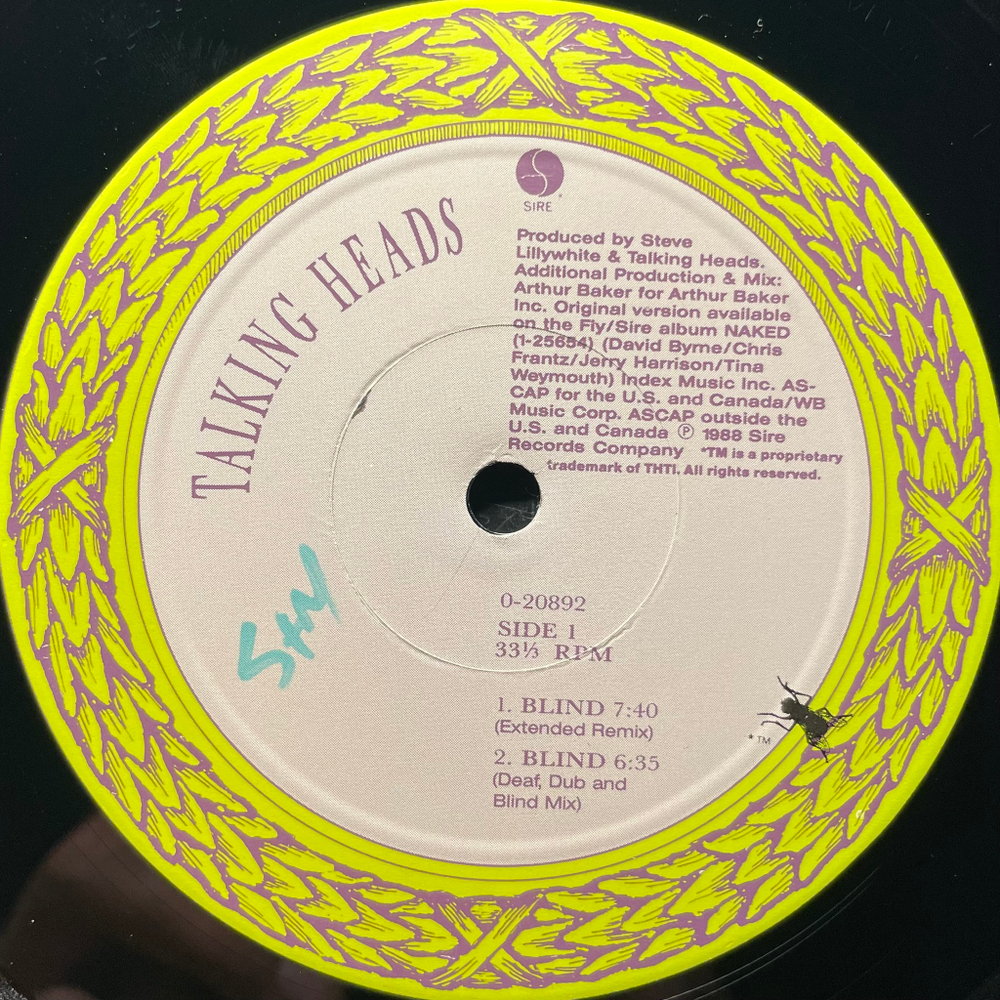 TALKING HEADS
SIRE
Produced by Steve
Lillywhite & Talking Heads.
Additional Production & Mix:
Arthur Baker for Arthur Baker
Inc. Original version available
on the Fly/Sire album NAKED
(1-25654) (David Byrne/Chris
Frantz/Jerry Harrison/Tina
Weymouth) Index Music Inc. AS-
CAP for the U.S. and Canada/WB
Music Corp. ASCAP outside the
U.S. and Canada ℗ 1988 Sire
Records Company *TM is a proprietary
trademark of THTI. All rights reserved.
0-20892
SIDE 1
33⅓ RPM
1. BLIND 7:40
(Extended Remix)
*TM
2. BLIND 6:35
(Deaf, Dub and
Blind Mix)